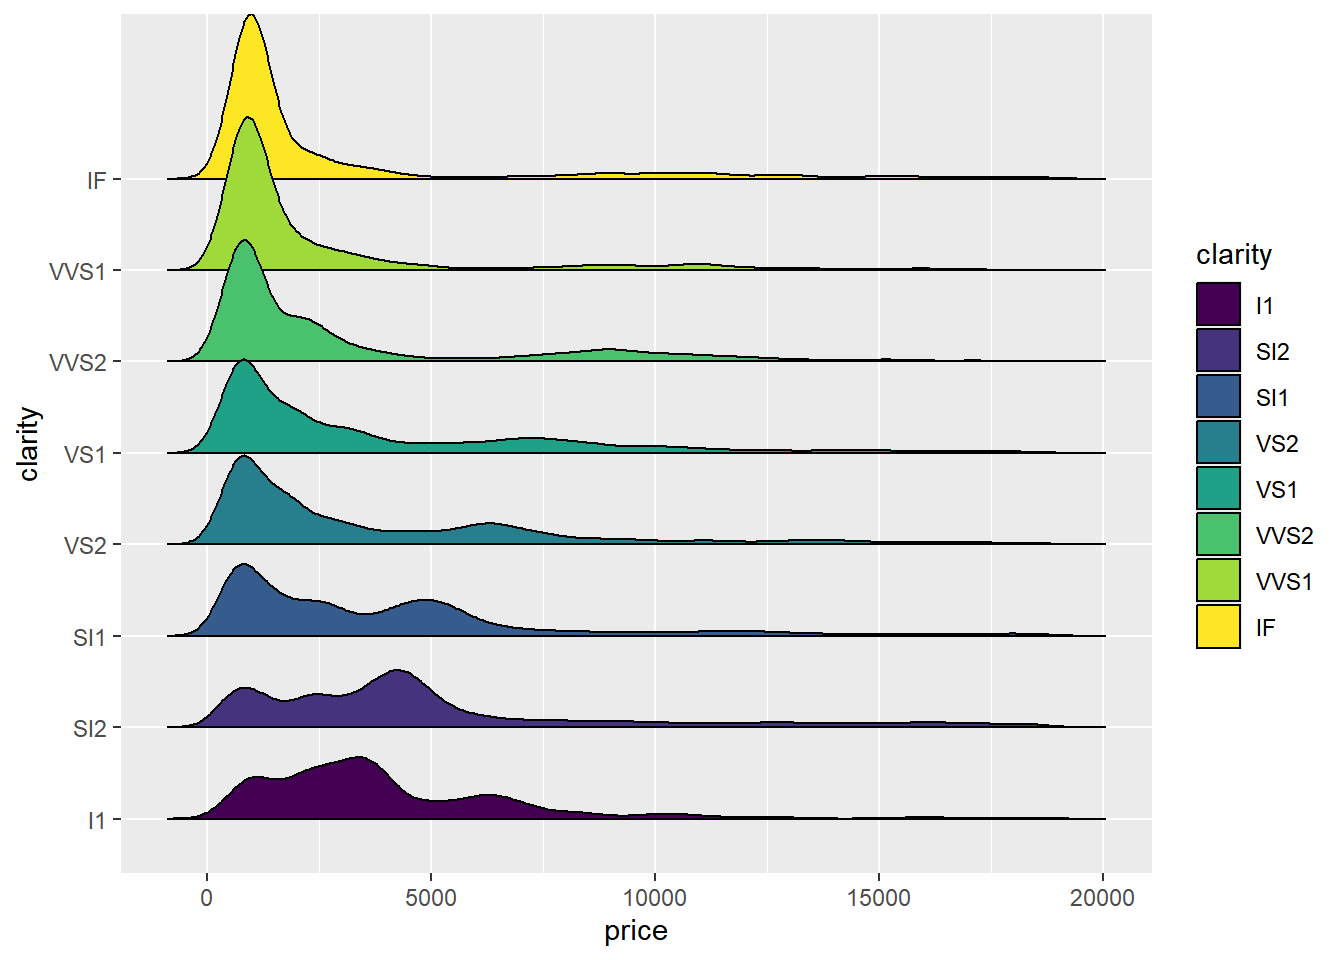 IF
VVS1
VVS2
VS1
VS2
SI1
SI2
I1
clarity
0 5000 10000 15000 20000
price
clarity
I1
SI2
SI1
VS2
VS1
VVS2
VVS1
IF